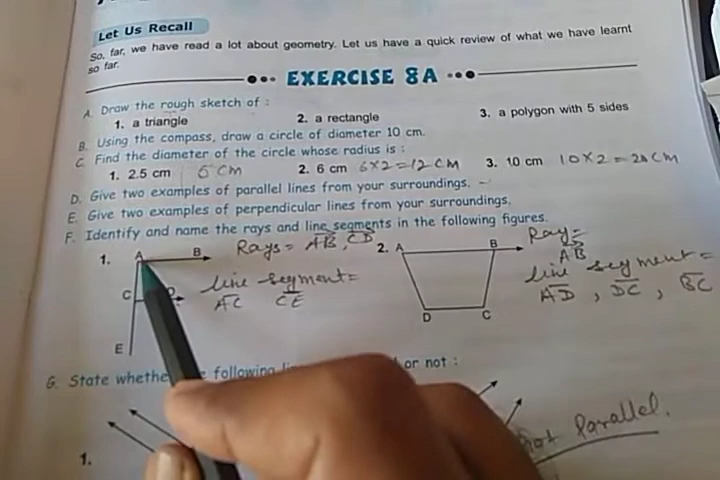 Let Us Recall
So, far, we have read a lot about geometry. Let us have a quick review of what we have learnt
so far.
EXERCISE 8A
A. Draw the rough sketch of :
1. a triangle 2. a rectangle 3. a polygon with 5 sides
B. Using the compass, draw a circle of diameter 10 cm.
C. Find the diameter of the circle whose radius is :
1. 2.5 cm 5 cm 2. 6 cm 6×2=12 cm 3. 10 cm 10×2=20 cm
D. Give two examples of parallel lines from your surroundings.
E. Give two examples of perpendicular lines from your surroundings.
F. Identify and name the rays and line segments in the following figures.
1. A B Rays= AB, CD 2. A B Ray=
AB
C line segment= line segment=
AC CE AD, DC, BC
D C
E
G. State whether following or not :
not Parallel.
1.